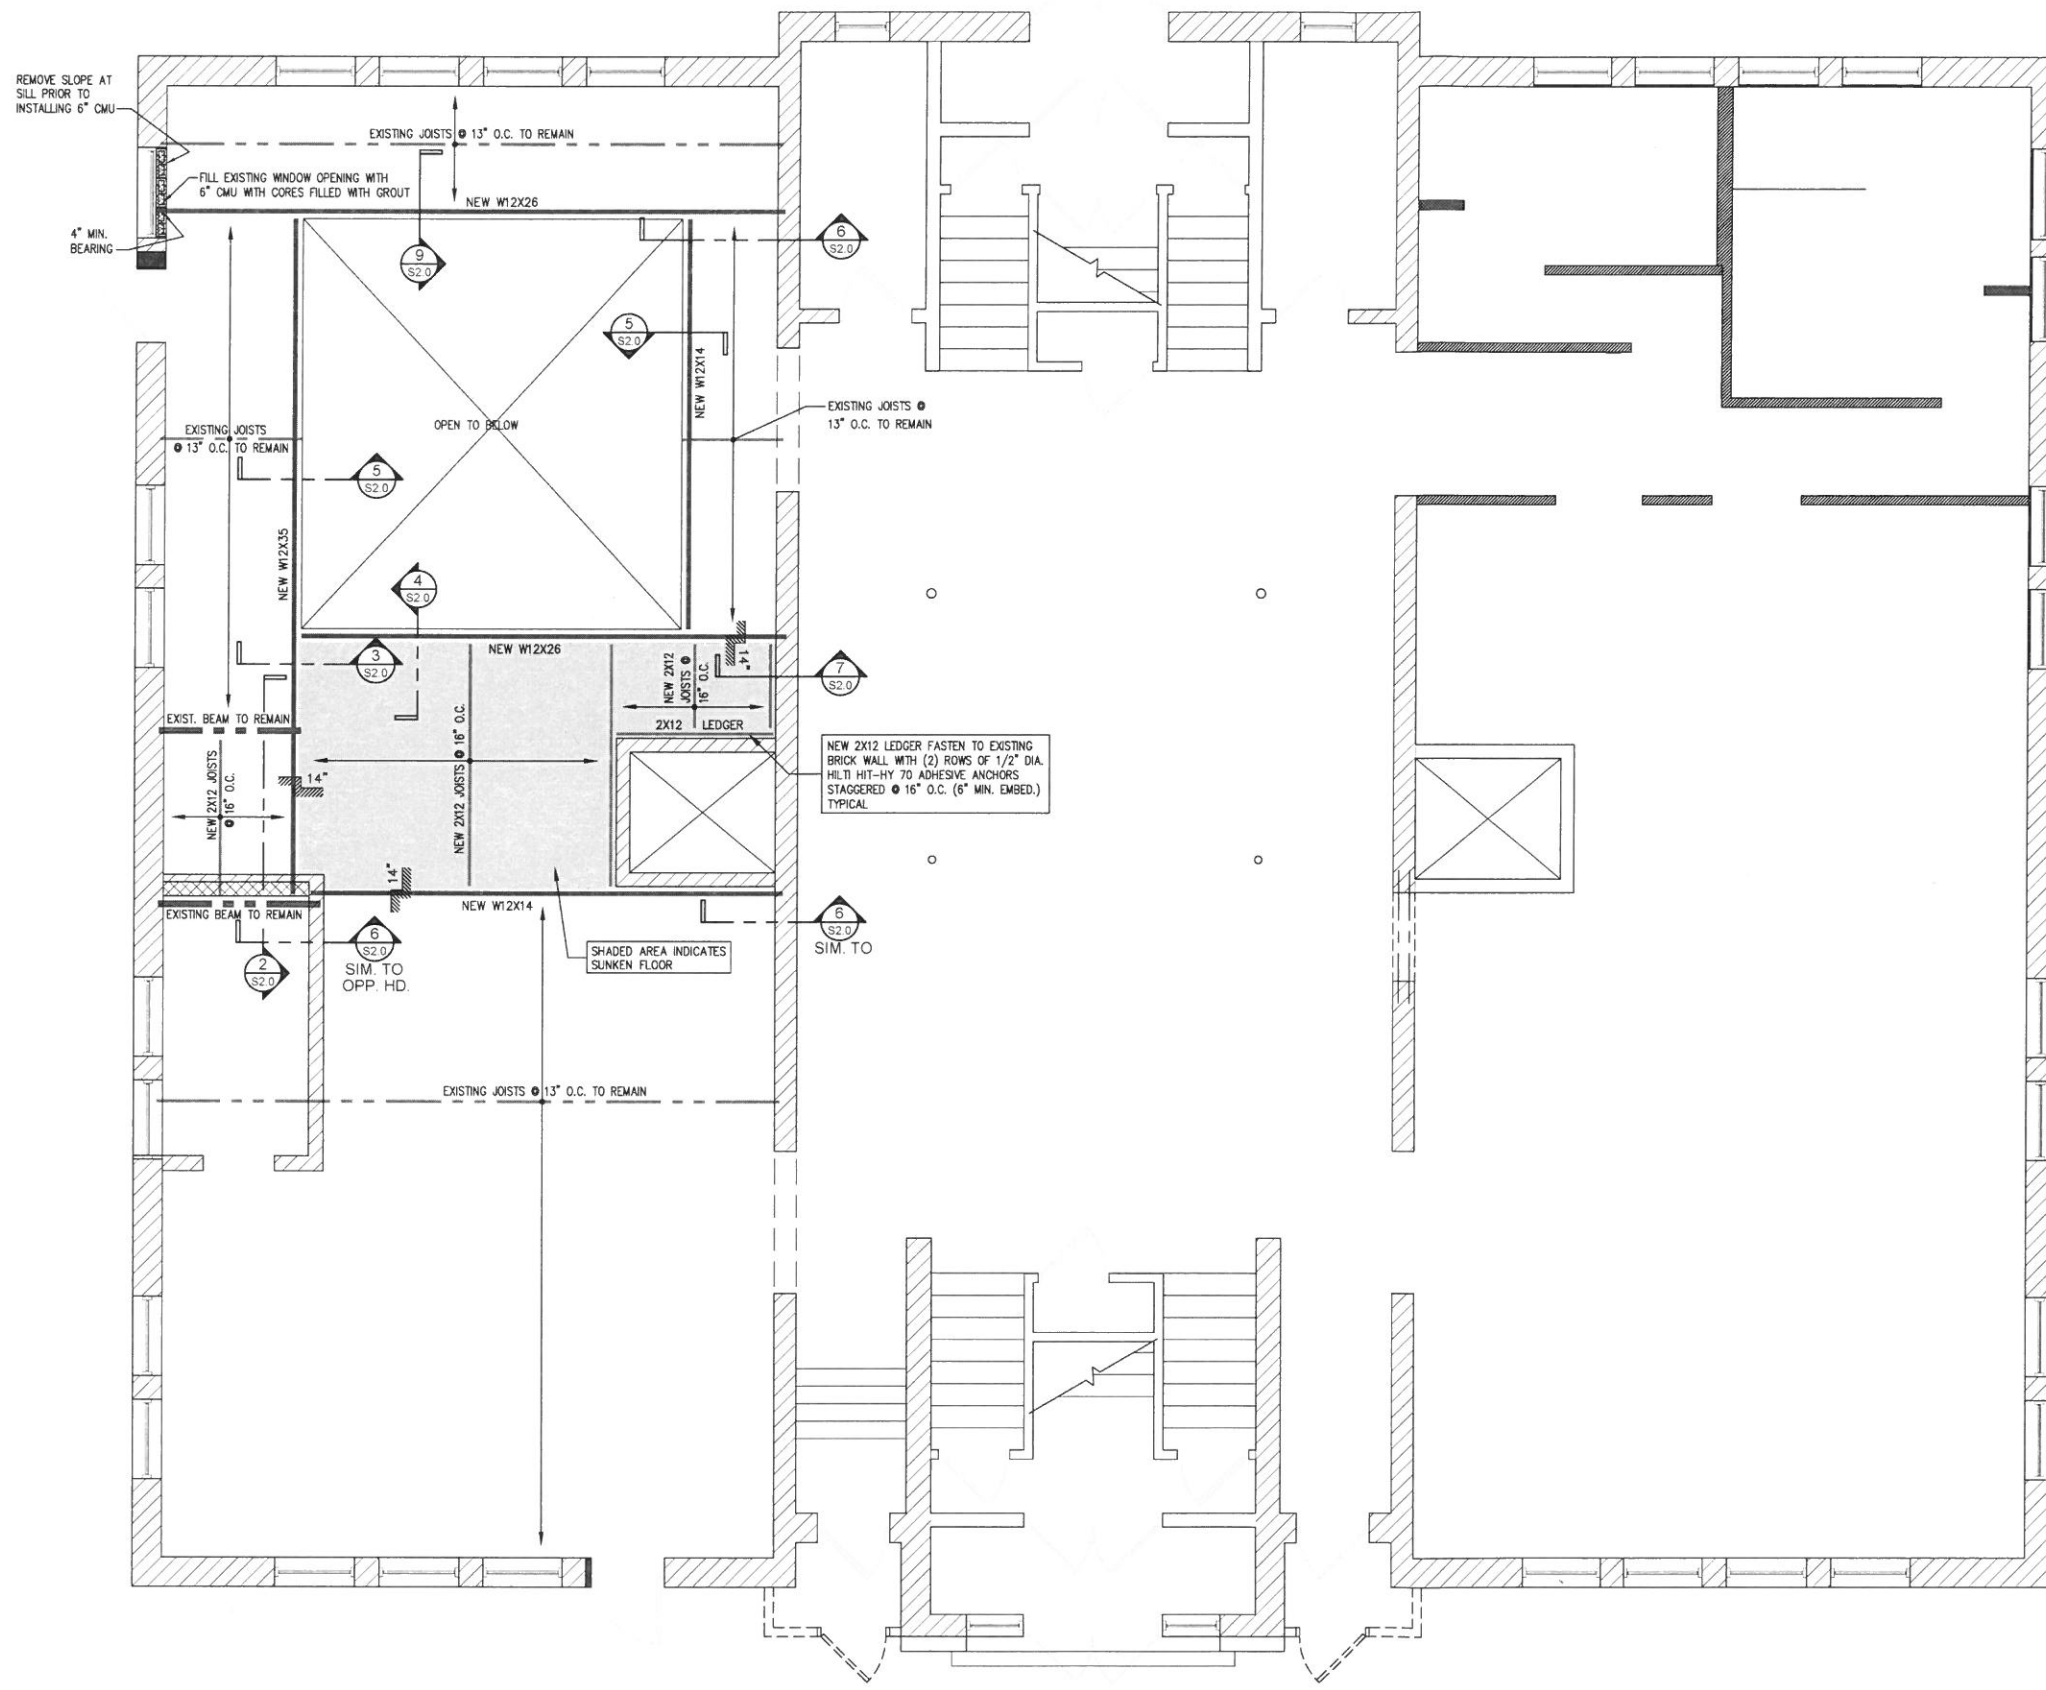 REMOVE SLOPE AT
SILL PRIOR TO
INSTALLING 6" CMU
EXISTING JOISTS @ 13" O.C. TO REMAIN
FILL EXISTING WINDOW OPENING WITH
6" CMU WITH CORES FILLED WITH GROUT
NEW W12X26
4" MIN.
BEARING
9
S2.0
6
S2.0
5
S2.0
NEW W12X14
EXISTING JOISTS @
13" O.C. TO REMAIN
OPEN TO BELOW
EXISTING JOISTS
@ 13" O.C. TO REMAIN
5
S2.0
NEW W12X35
4
S2.0
3
S2.0
NEW W12X26
14"
NEW 2X12
JOISTS @
16" O.C.
7
S2.0
2X12 LEDGER
EXIST. BEAM TO REMAIN
NEW 2X12 JOISTS @ 16" O.C.
NEW 2X12 LEDGER FASTEN TO EXISTING
BRICK WALL WITH (2) ROWS OF 1/2" DIA.
HILTI HIT-HY 70 ADHESIVE ANCHORS
STAGGERED @ 16" O.C. (6" MIN. EMBED.)
TYPICAL
NEW 2X12 JOISTS
@ 16" O.C.
14"
14"
NEW W12X14
EXISTING BEAM TO REMAIN
6
S2.0
SIM. TO
OPP. HD.
2
S2.0
6
S2.0
SIM. TO
SHADED AREA INDICATES
SUNKEN FLOOR
EXISTING JOISTS @ 13" O.C. TO REMAIN